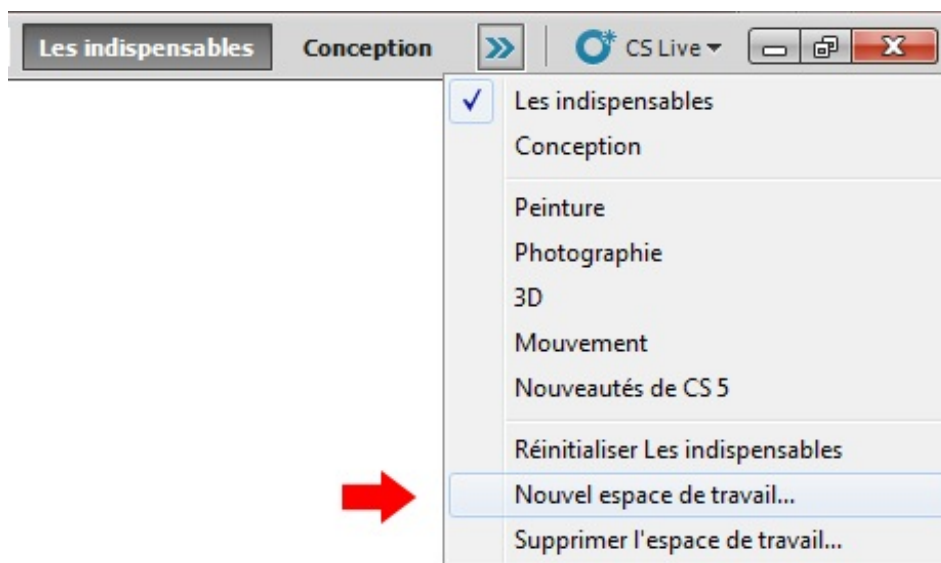 Les indispensables Conception CS Live
Les indispensables
Conception
Peinture
Photographie
3D
Mouvement
Nouveautés de CS 5
Réinitialiser Les indispensables
Nouvel espace de travail...
Supprimer l'espace de travail...